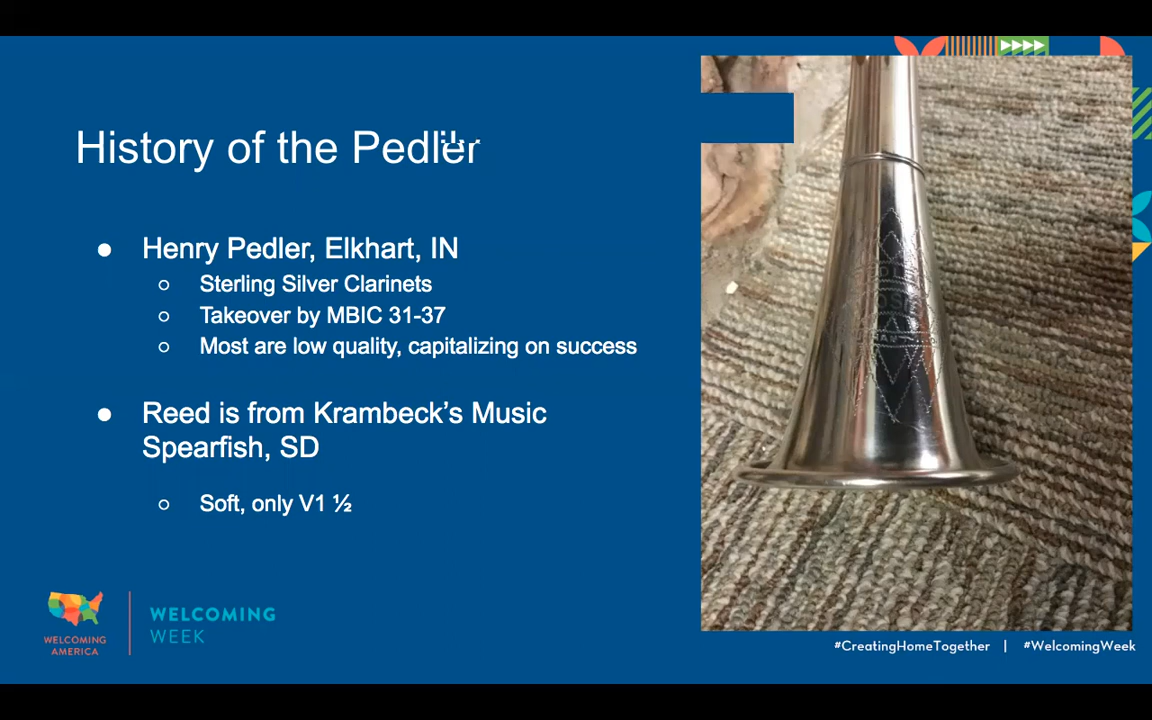 History of the Pedler
● Henry Pedler, Elkhart, IN
○ Sterling Silver Clarinets
○ Takeover by MBIC 31-37
○ Most are low quality, capitalizing on success
● Reed is from Krambeck’s Music
Spearfish, SD
○ Soft, only V1 ½
WELCOMING
AMERICA
WELCOMING
WEEK
#CreatingHomeTogether | #WelcomingWeek